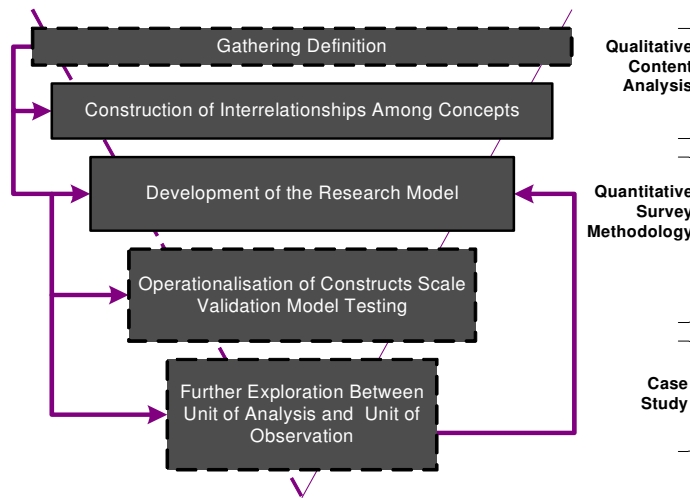 Gathering Definition
Construction of Interrelationships Among Concepts
Development of the Research Model
Operationalisation of Constructs Scale
Validation Model Testing
Further Exploration Between
Unit of Analysis and Unit of
Observation
Qualitative
Content
Analysis
Quantitative
Survey
Methodology
Case
Study